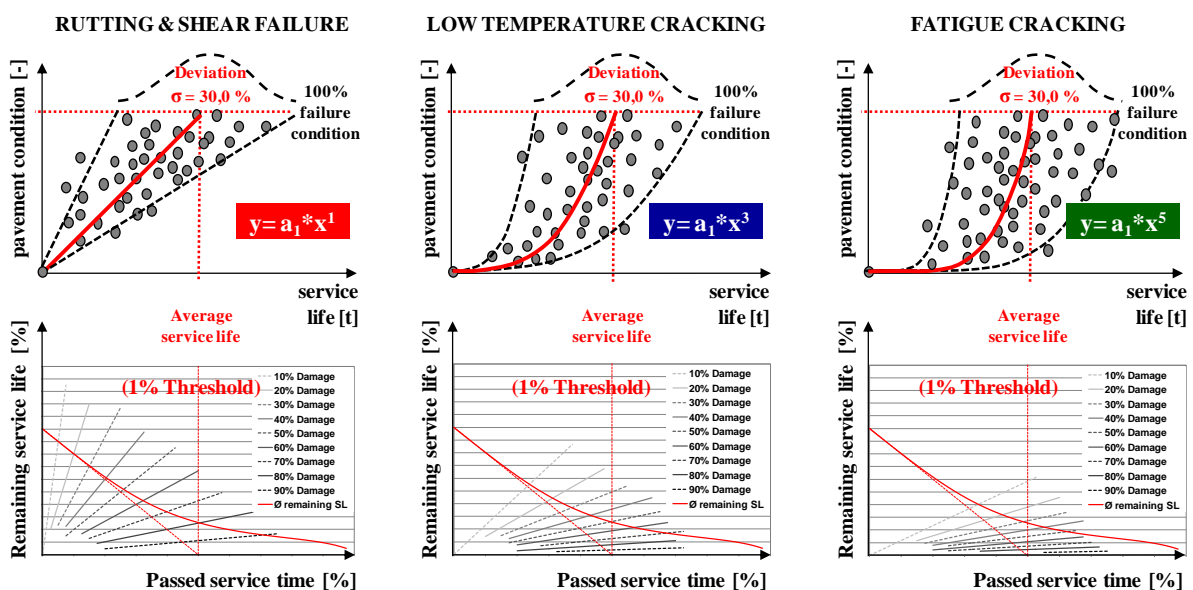 RUTTING & SHEAR FAILURE
pavement condition [-]
Deviation
σ = 30,0 %
100%
failure
condition
y= a₁*x¹
service
life [t]
LOW TEMPERATURE CRACKING
pavement condition [-]
Deviation
σ = 30,0 %
100%
failure
condition
y= a₁*x³
service
life [t]
FATIGUE CRACKING
pavement condition [-]
Deviation
σ = 30,0 %
100%
failure
condition
y= a₁*x⁵
service
life [t]
Remaining service life [%]
Average
service life
(1% Threshold)
10% Damage
20% Damage
30% Damage
40% Damage
50% Damage
60% Damage
70% Damage
80% Damage
90% Damage
Ø remaining SL
Passed service time [%]
Remaining service life [%]
Average
service life
(1% Threshold)
10% Damage
20% Damage
30% Damage
40% Damage
50% Damage
60% Damage
70% Damage
80% Damage
90% Damage
Ø remaining SL
Passed service time [%]
Remaining service life [%]
Average
service life
(1% Threshold)
10% Damage
20% Damage
30% Damage
40% Damage
50% Damage
60% Damage
70% Damage
80% Damage
90% Damage
Ø remaining SL
Passed service time [%]